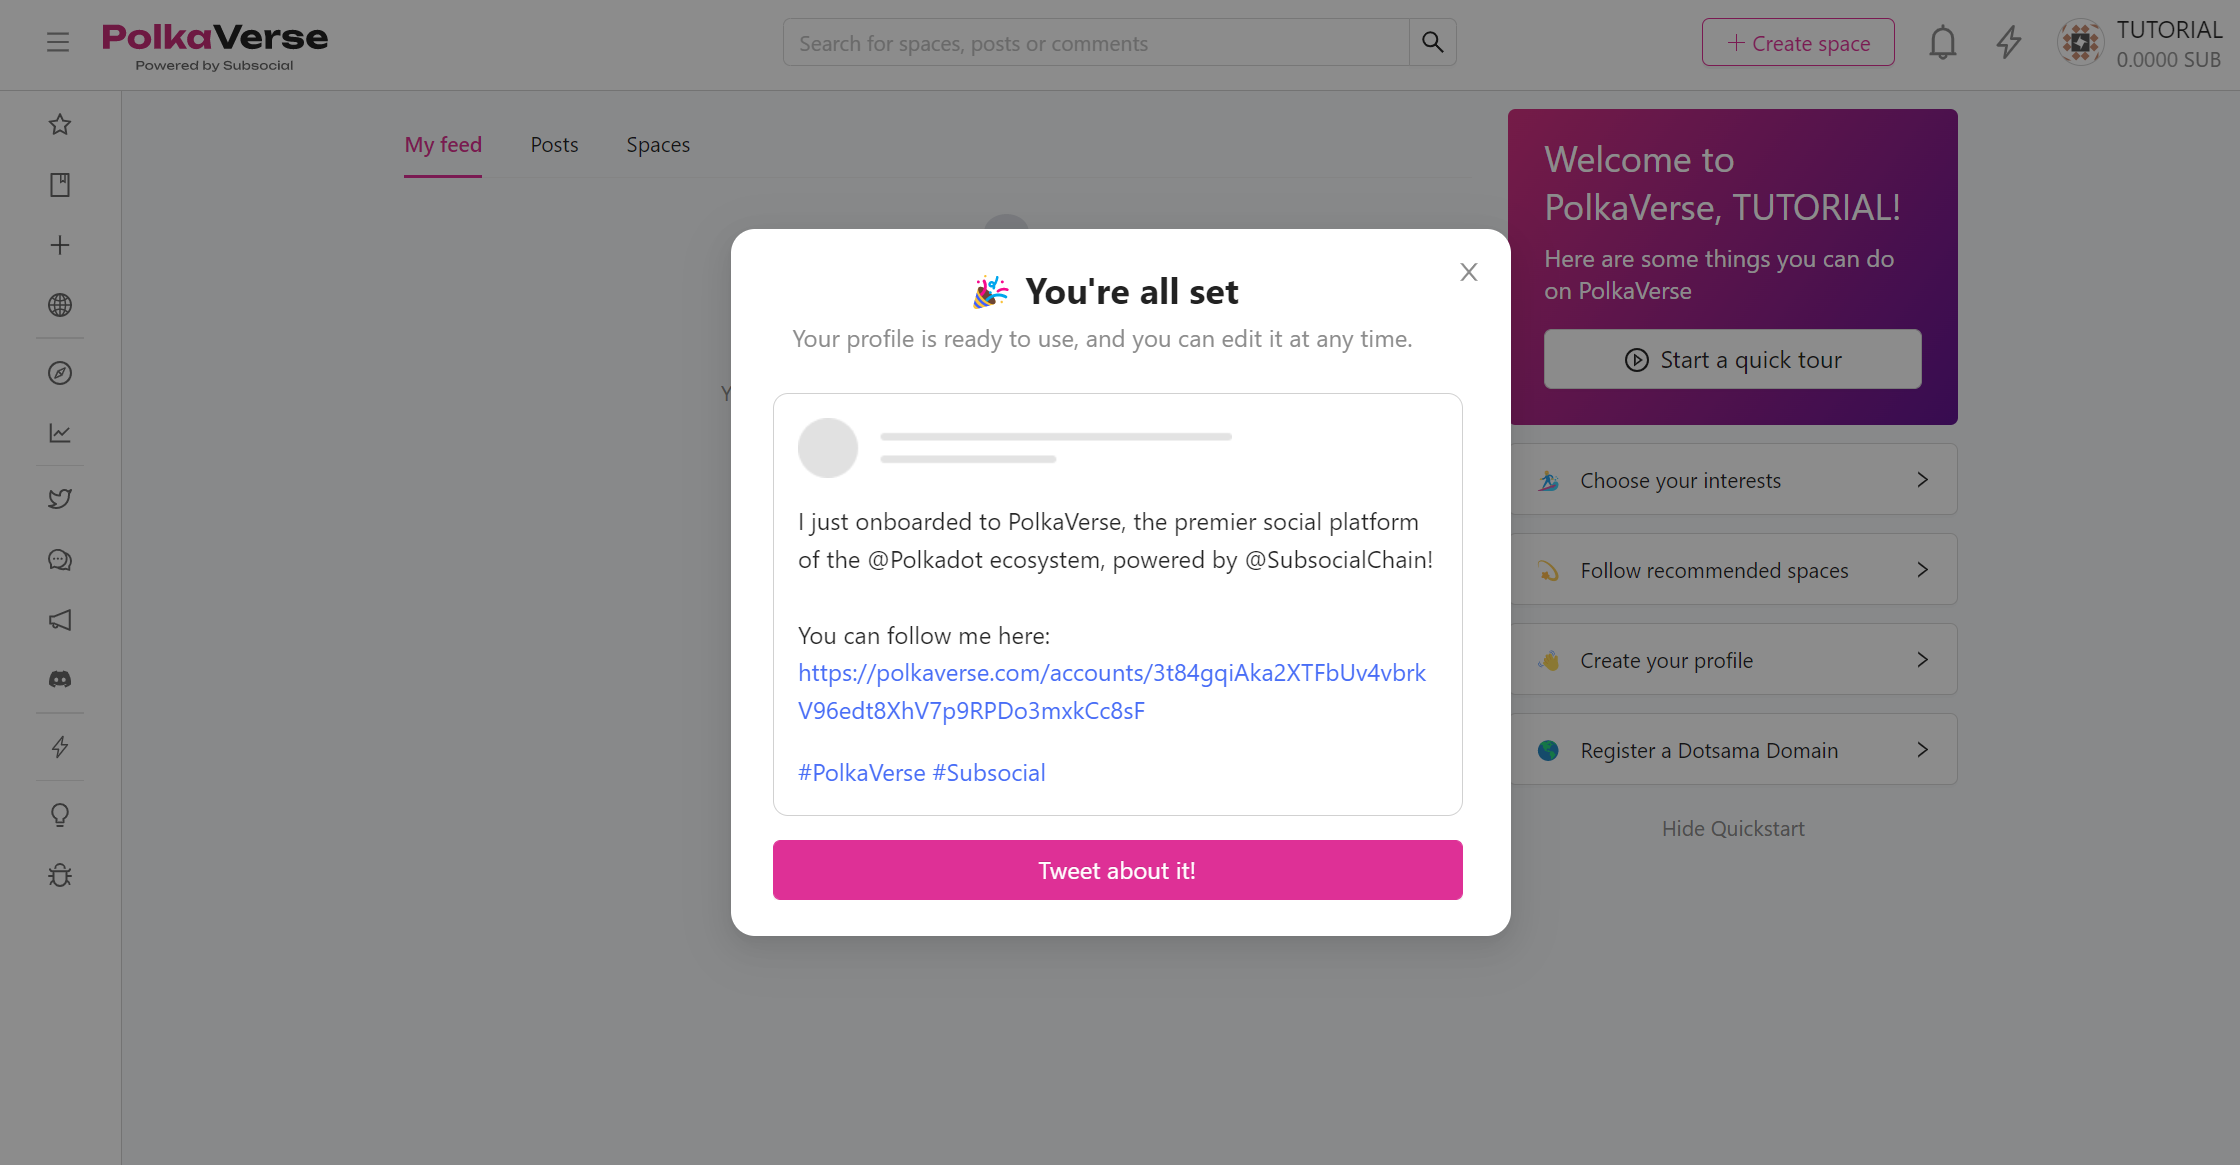 PolkaVerse
Powered by Subsocial
Search for spaces, posts or comments
Create space
TUTORIAL
0.0000 SUB
My feed
Posts
Spaces
Welcome to
PolkaVerse, TUTORIAL!
Here are some things you can do
on PolkaVerse
Start a quick tour
Choose your interests
Follow recommended spaces
Create your profile
Register a Dotsama Domain
Hide Quickstart
You're all set
Your profile is ready to use, and you can edit it at any time.
I just onboarded to PolkaVerse, the premier social platform
of the @Polkadot ecosystem, powered by @SubsocialChain!
You can follow me here:
https://polkaverse.com/accounts/3t84gqiAka2XTFbUv4vbrk
V96edt8XhV7p9RPDo3mxkCc8sF
#PolkaVerse #Subsocial
Tweet about it!